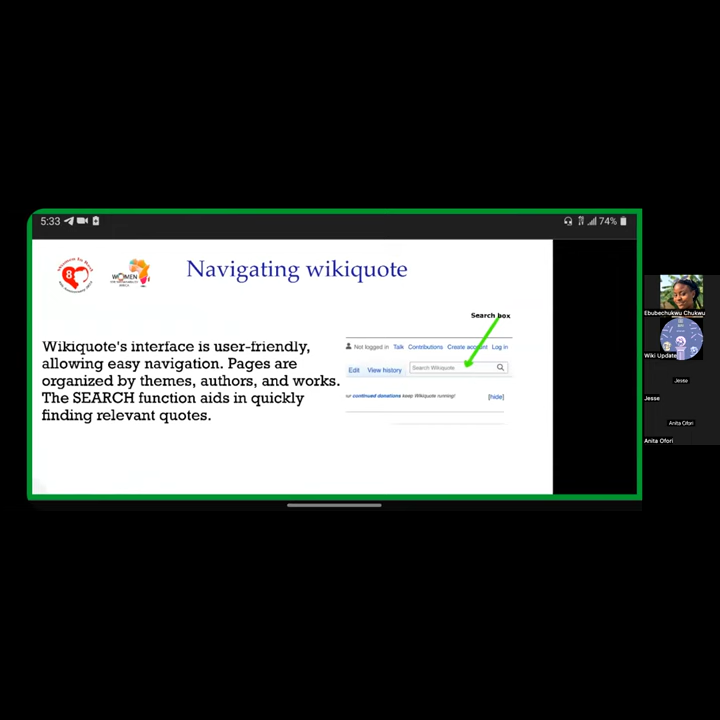 5:33
74%
WOMEN
Navigating wikiquote
Search box
Wikiquote's interface is user-friendly,
allowing easy navigation. Pages are
organized by themes, authors, and works.
The SEARCH function aids in quickly
finding relevant quotes.
Not logged in Talk Contributions Create account Log in
Edit View history Search Wikiquote
ur continued donations keep Wikiquote running!
[hide]
Ebubechukwu Chukwu
Wiki Update
Jesse
Jesse
Anita Ofori
Anita Ofori